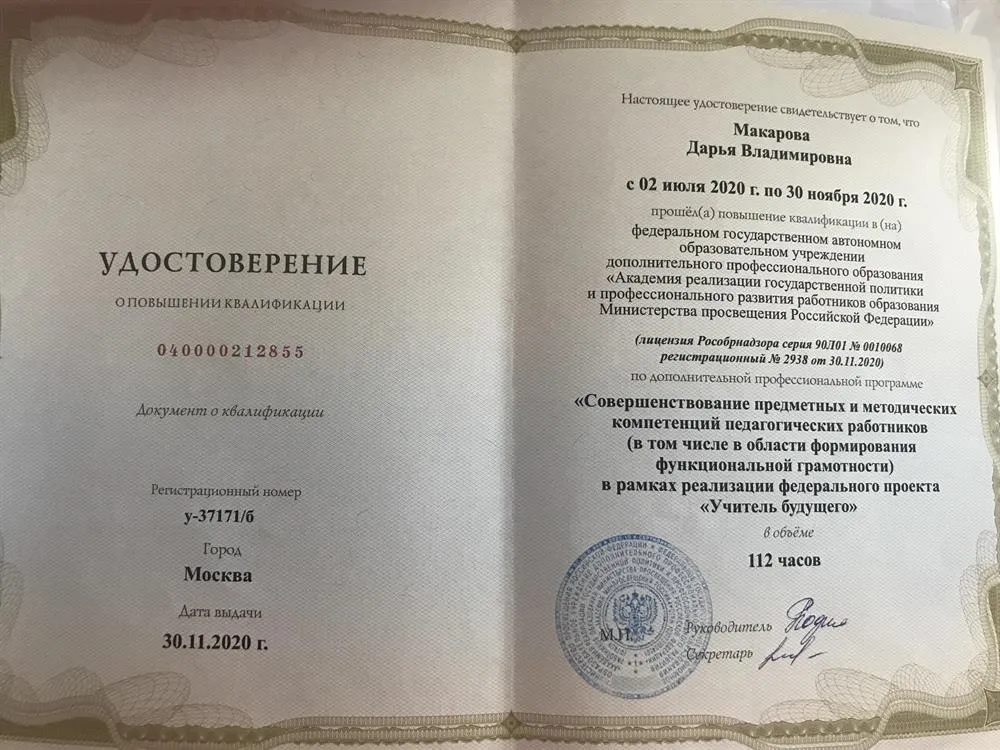 УДОСТОВЕРЕНИЕ
О ПОВЫШЕНИИ КВАЛИФИКАЦИИ
040000212855
Документ о квалификации
Регистрационный номер
у-37171/б
Город
Москва
Дата выдачи
30.11.2020 г.
Настоящее удостоверение свидетельствует о том, что
Макарова
Дарья Владимировна
с 02 июля 2020 г. по 30 ноября 2020 г.
прошёл(а) повышение квалификации в (на)
федеральном государственном автономном
образовательном учреждении
дополнительного профессионального образования
«Академия реализации государственной политики
и профессионального развития работников образования
Министерства просвещения Российской Федерации»
(лицензия Рособрнадзора серия 90Л01 № 0010068
регистрационный № 2938 от 30.11.2020)
по дополнительной профессиональной программе
«Совершенствование предметных и методических
компетенций педагогических работников
(в том числе в области формирования
функциональной грамотности)
в рамках реализации федерального проекта
«Учитель будущего»
в объёме
112 часов
М.П.
Руководитель
Секретарь